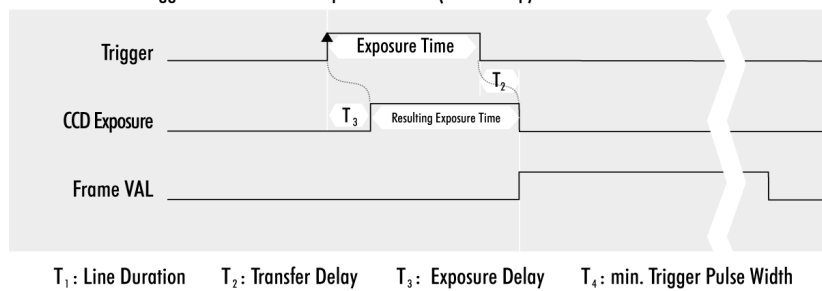 Trigger
Exposure Time
T₂
CCD Exposure
T₃
Resulting Exposure Time
Frame VAL
T₁: Line Duration T₂: Transfer Delay T₃: Exposure Delay T₄: min. Trigger Pulse Width